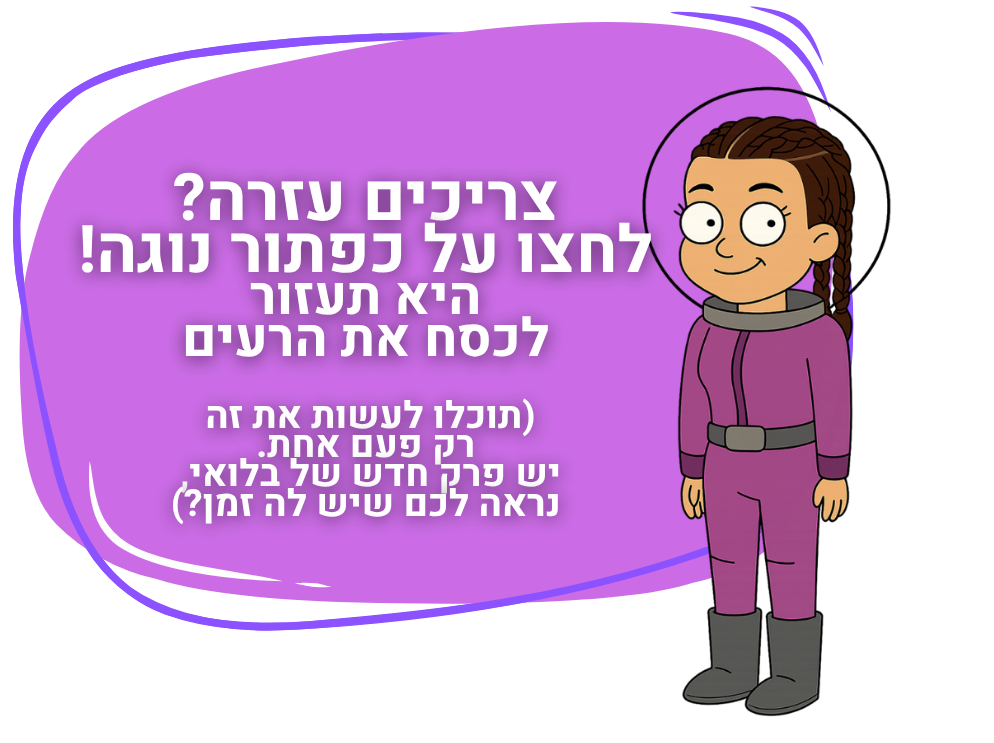 צריכים עזרה?
לחצו על כפתור נוגה!
היא תעזור
לכסח את הרעים
(תוכלו לעשות את זה
רק פעם אחת.
יש פרק חדש של בלואי,
נראה לכם שיש לה זמן?)